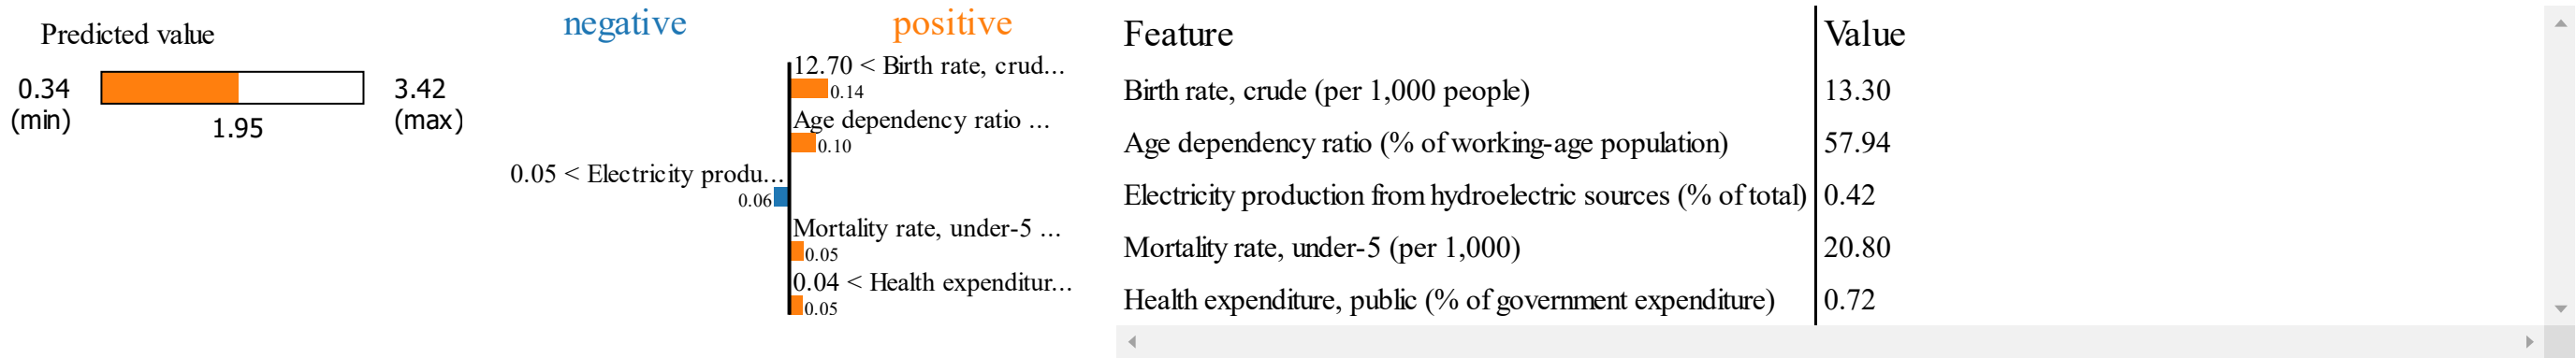 Predicted value
0.34
(min)
3.42
(max)
1.95
negative
positive
12.70 < Birth rate, crud...
0.14
Age dependency ratio ...
0.10
0.05 < Electricity produ...
0.06
Mortality rate, under-5 ...
0.05
0.04 < Health expenditur...
0.05
Feature Value
Birth rate, crude (per 1,000 people) 13.30
Age dependency ratio (% of working-age population) 57.94
Electricity production from hydroelectric sources (% of total) 0.42
Mortality rate, under-5 (per 1,000) 20.80
Health expenditure, public (% of government expenditure) 0.72